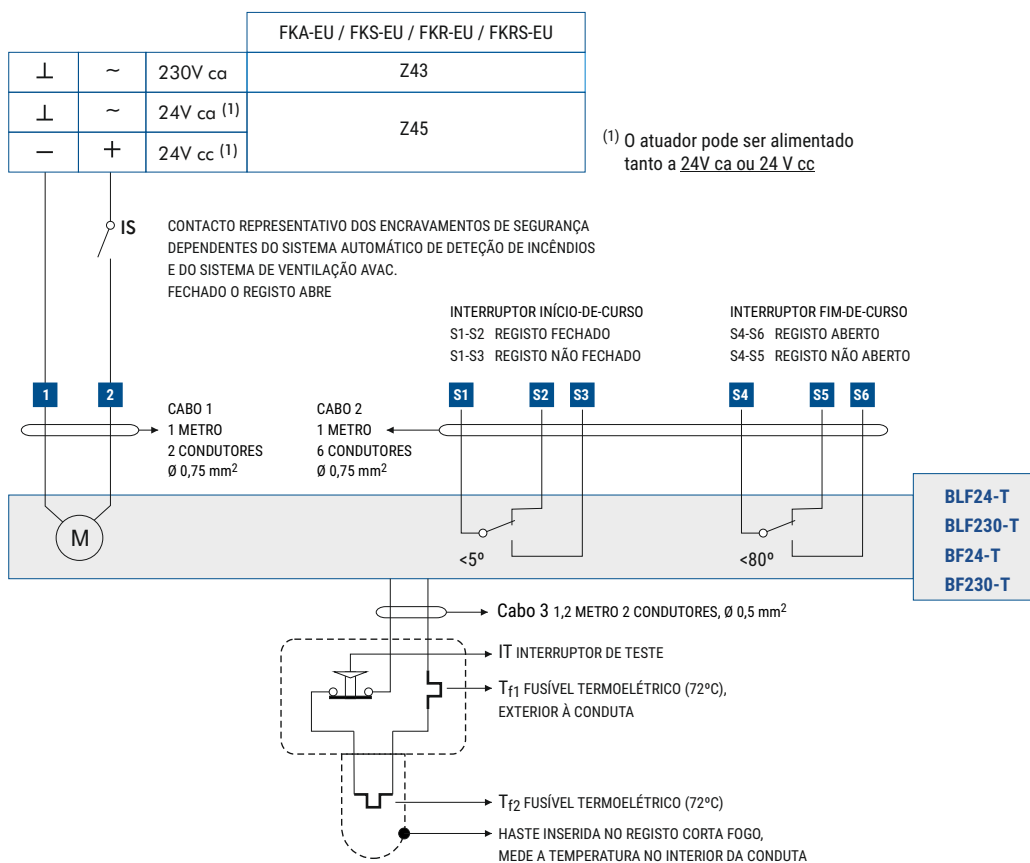 FKA-EU / FKS-EU / FKR-EU / FKRS-EU
⊥ ~ 230V ca Z43
⊥ ~ 24V ca (1)
Z45
− + 24V cc (1)
(1) O atuador pode ser alimentado
tanto a 24V ca ou 24 V cc
IS
CONTACTO REPRESENTATIVO DOS ENCRAVAMENTOS DE SEGURANÇA
DEPENDENTES DO SISTEMA AUTOMÁTICO DE DETEÇÃO DE INCÊNDIOS
E DO SISTEMA DE VENTILAÇÃO AVAC.
FECHADO O REGISTO ABRE
INTERRUPTOR INÍCIO-DE-CURSO
S1-S2 REGISTO FECHADO
S1-S3 REGISTO NÃO FECHADO
INTERRUPTOR FIM-DE-CURSO
S4-S6 REGISTO ABERTO
S4-S5 REGISTO NÃO ABERTO
1 2 S1 S2 S3 S4 S5 S6
CABO 1
1 METRO
2 CONDUTORES
Ø 0,75 mm²
CABO 2
1 METRO
6 CONDUTORES
Ø 0,75 mm²
M
<5º
<80º
BLF24-T
BLF230-T
BF24-T
BF230-T
Cabo 3 1,2 METRO 2 CONDUTORES, Ø 0,5 mm²
IT INTERRUPTOR DE TESTE
Tf1 FUSÍVEL TERMOELÉTRICO (72ºC),
EXTERIOR À CONDUTA
Tf2 FUSÍVEL TERMOELÉTRICO (72ºC)
HASTE INSERIDA NO REGISTO CORTA FOGO,
MEDE A TEMPERATURA NO INTERIOR DA CONDUTA